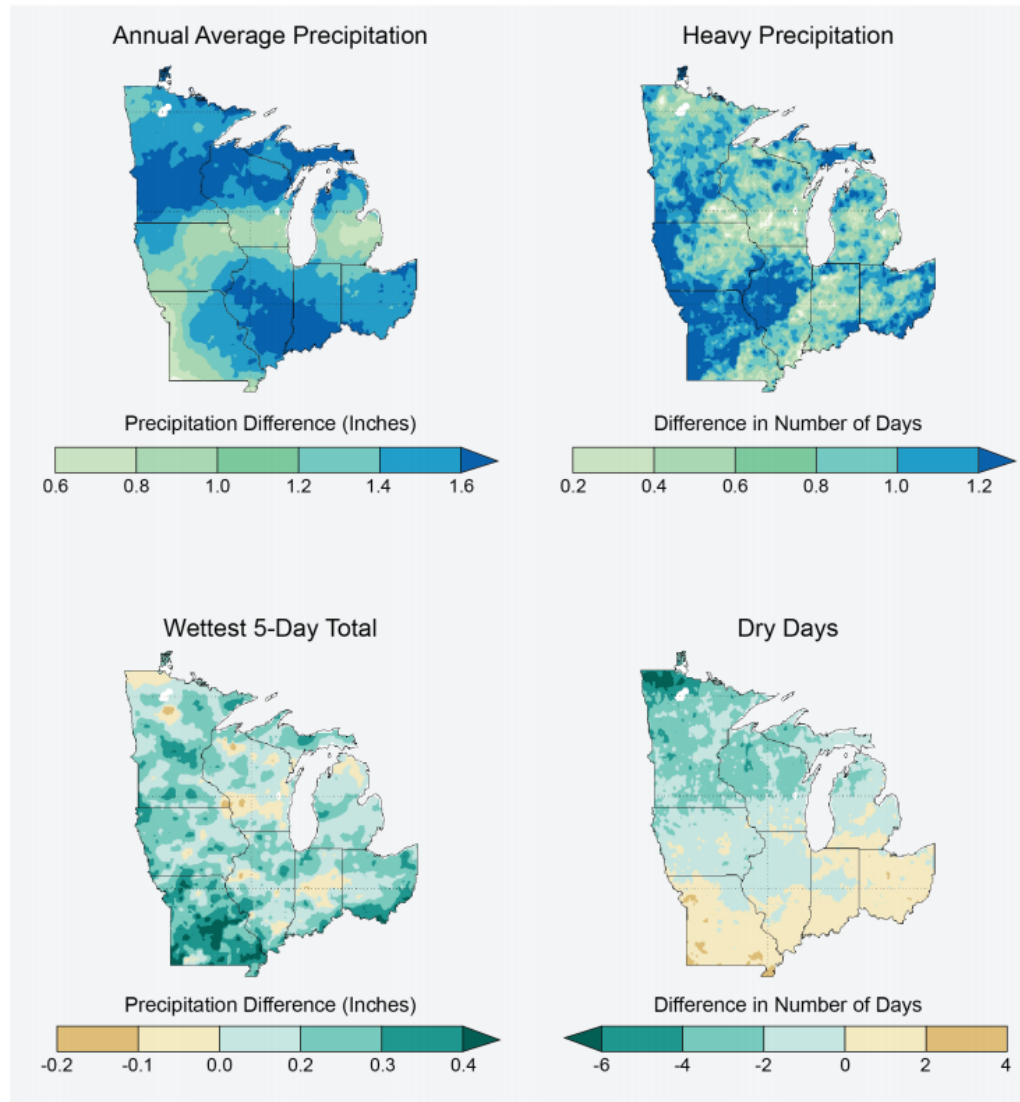 Annual Average Precipitation
Heavy Precipitation
Precipitation Difference (Inches)
0.6 0.8 1.0 1.2 1.4 1.6
Difference in Number of Days
0.2 0.4 0.6 0.8 1.0 1.2
Wettest 5-Day Total
Dry Days
Precipitation Difference (Inches)
-0.2 -0.1 0.0 0.2 0.3 0.4
Difference in Number of Days
-6 -4 -2 0 2 4